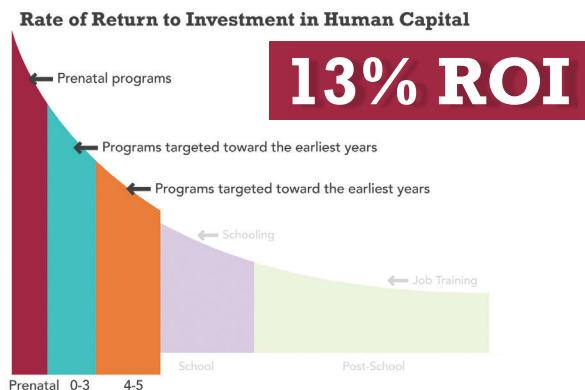 Rate of Return to Investment in Human Capital
13% ROI
Prenatal programs
Programs targeted toward the earliest years
Programs targeted toward the earliest years
Schooling
Job Training
School
Post-School
Prenatal 0-3 4-5